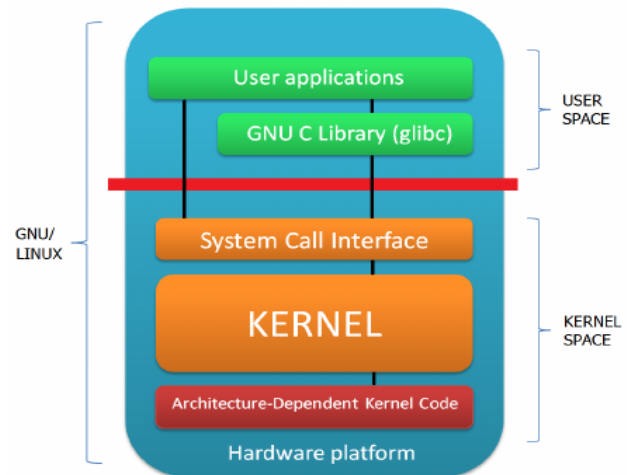 User applications
GNU C Library (glibc)
USER
SPACE
GNU/
LINUX
System Call Interface
KERNEL
KERNEL
SPACE
Architecture-Dependent Kernel Code
Hardware platform